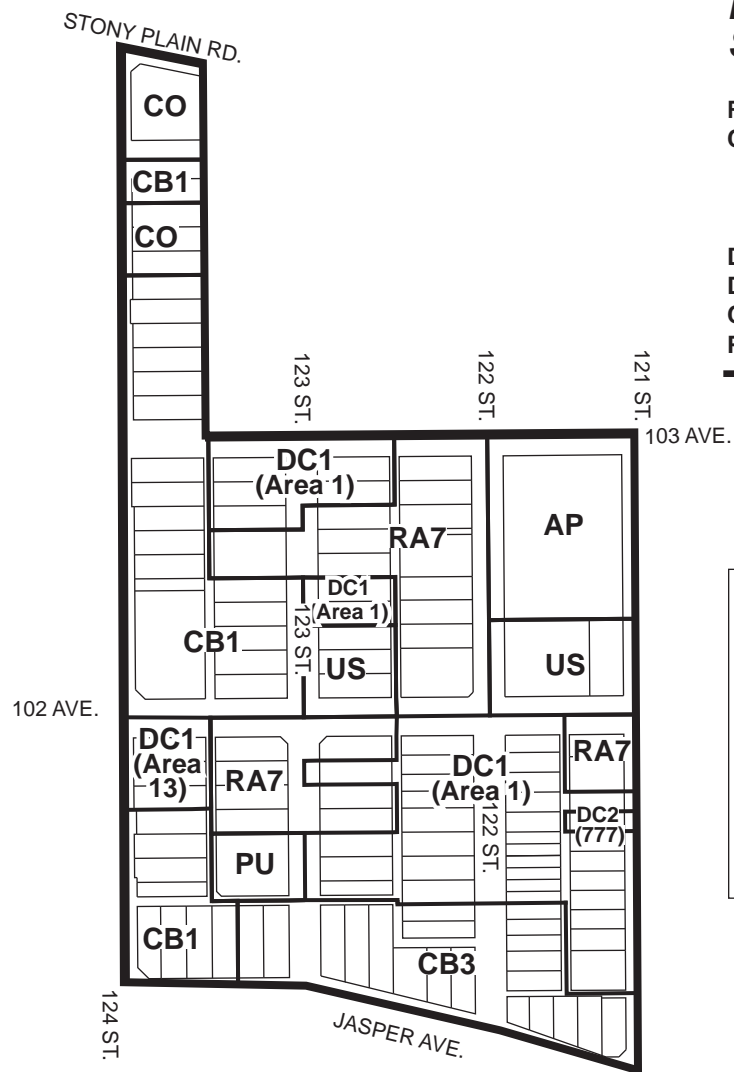 STONY PLAIN RD.
CO
CB1
CO
123 ST.
122 ST.
121 ST.
103 AVE.
DC1
(Area 1)
RA7
AP
DC1
(Area 1)
123 ST.
CB1
US
US
102 AVE.
DC1
(Area
13)
RA7
DC1
(Area 1)
RA7
122 ST.
DC2
(777)
PU
CB1
CB3
124 ST.
JASPER AVE.